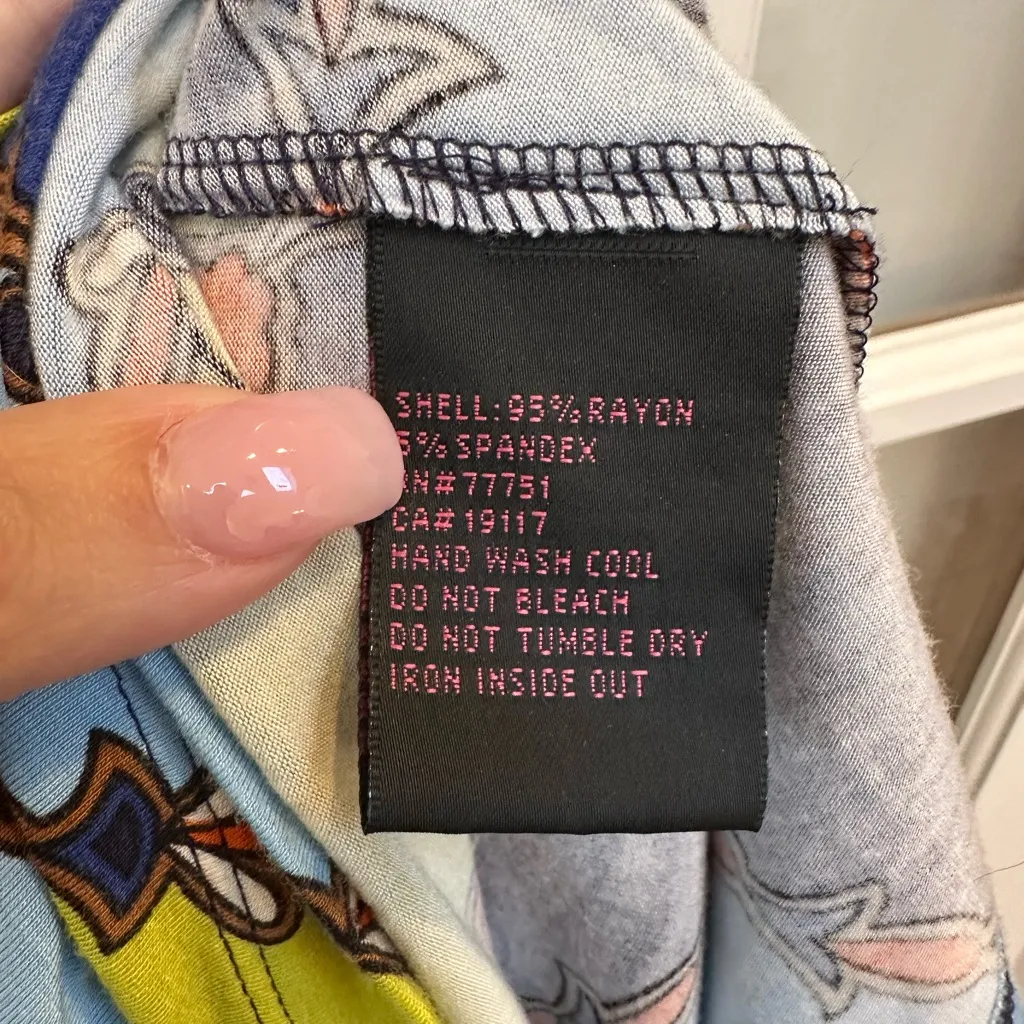 SHELL:95%RAYON
5%SPANDEX
RN#77751
CA#19117
HAND WASH COOL
DO NOT BLEACH
DO NOT TUMBLE DRY
IRON INSIDE OUT